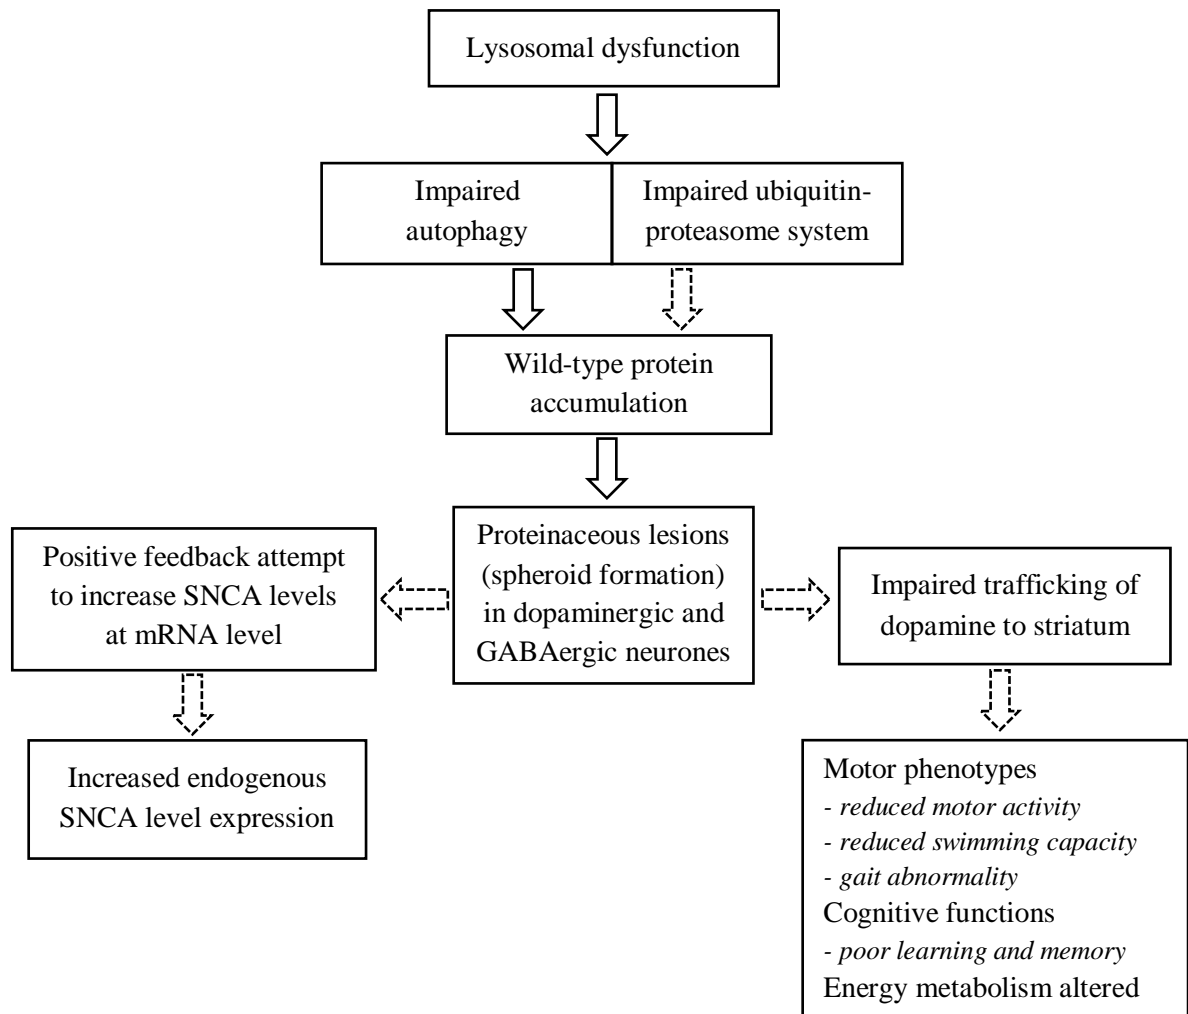 Lysosomal dysfunction
Impaired
autophagy
Impaired ubiquitin-
proteasome system
Wild-type protein
accumulation
Positive feedback attempt
to increase SNCA levels
at mRNA level
Proteinaceous lesions
(spheroid formation)
in dopaminergic and
GABAergic neurones
Impaired trafficking of
dopamine to striatum
Increased endogenous
SNCA level expression
Motor phenotypes
- reduced motor activity
- reduced swimming capacity
- gait abnormality
Cognitive functions
- poor learning and memory
Energy metabolism altered